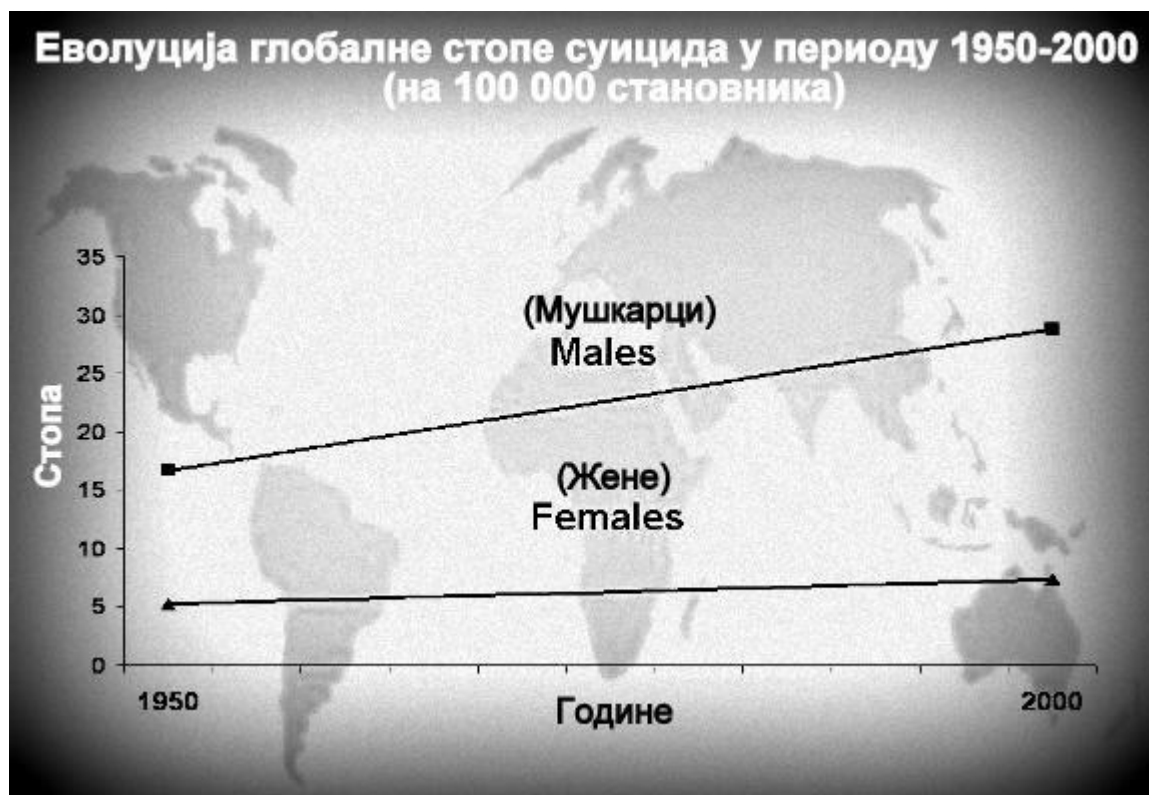 Еволуција глобалне стопе суицида у периоду 1950-2000
(на 100 000 становника)
35
30
25
20
15
10
5
0
Стопа
(Мушкарци)
Males
(Жене)
Females
1950
Године
2000